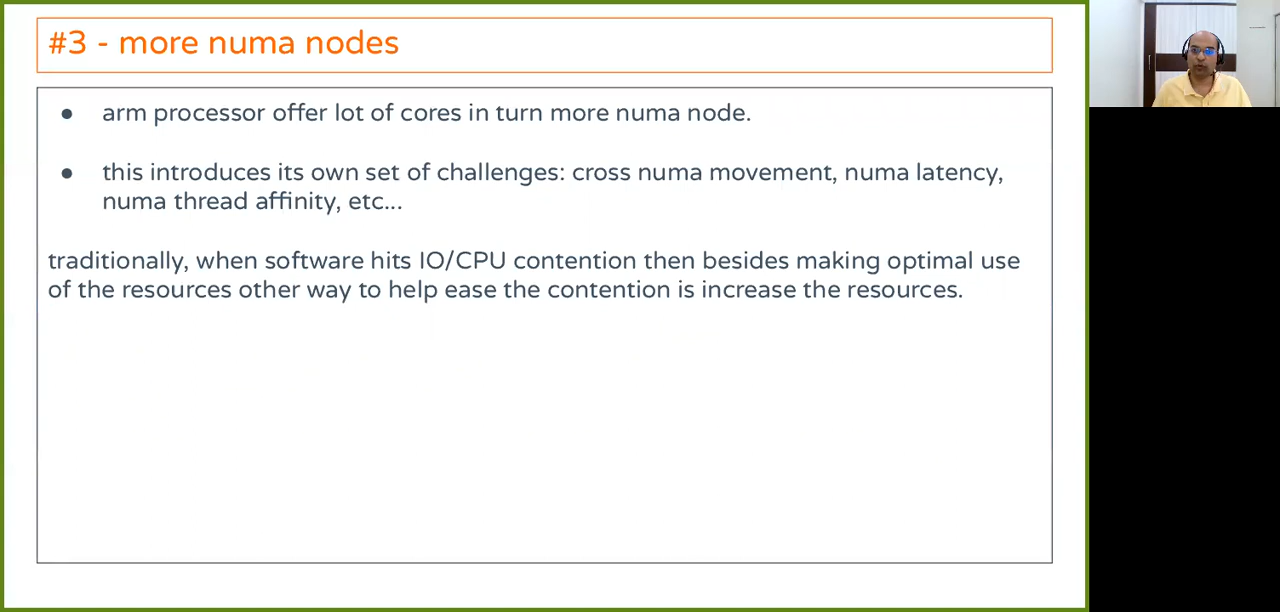 #3 - more numa nodes
● arm processor offer lot of cores in turn more numa node.
● this introduces its own set of challenges: cross numa movement, numa latency,
numa thread affinity, etc...
traditionally, when software hits IO/CPU contention then besides making optimal use
of the resources other way to help ease the contention is increase the resources.